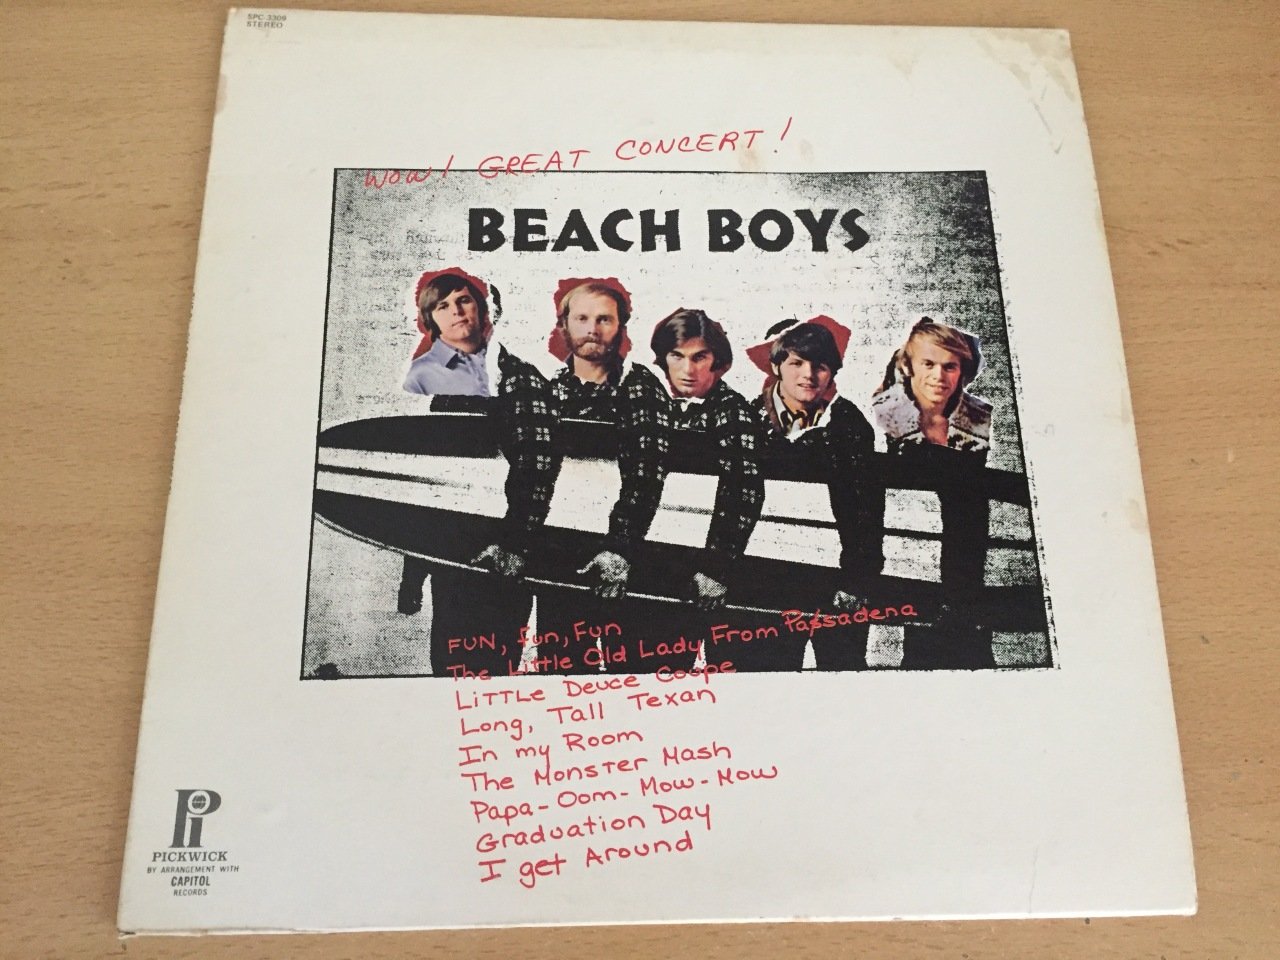 SPC-3309
STEREO
WOW! GREAT CONCERT!
BEACH BOYS
FUN, fun, Fun
The Little Old Lady From Passadena
LiTTLe Deuce Coupe
Long, Tall Texan
In my Room
The Monster Mash
Papa-Oom-Mow-Mow
Graduation Day
I get Around
Pi
PICKWICK
BY ARRANGEMENT WITH
CAPITOL
RECORDS